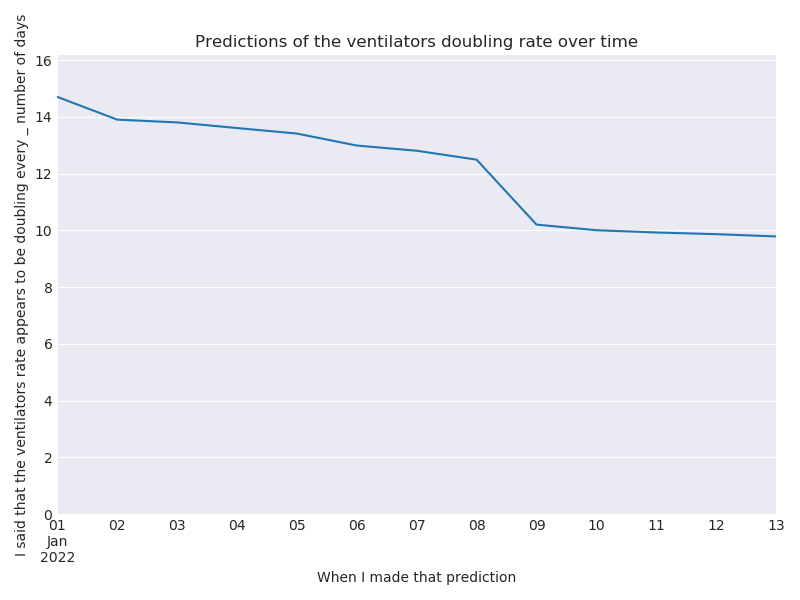 Predictions of the ventilators doubling rate over time
I said that the ventilators rate appears to be doubling every _ number of days
16
14
12
10
8
6
4
2
0
01 02 03 04 05 06 07 08 09 10 11 12 13
Jan
2022
When I made that prediction